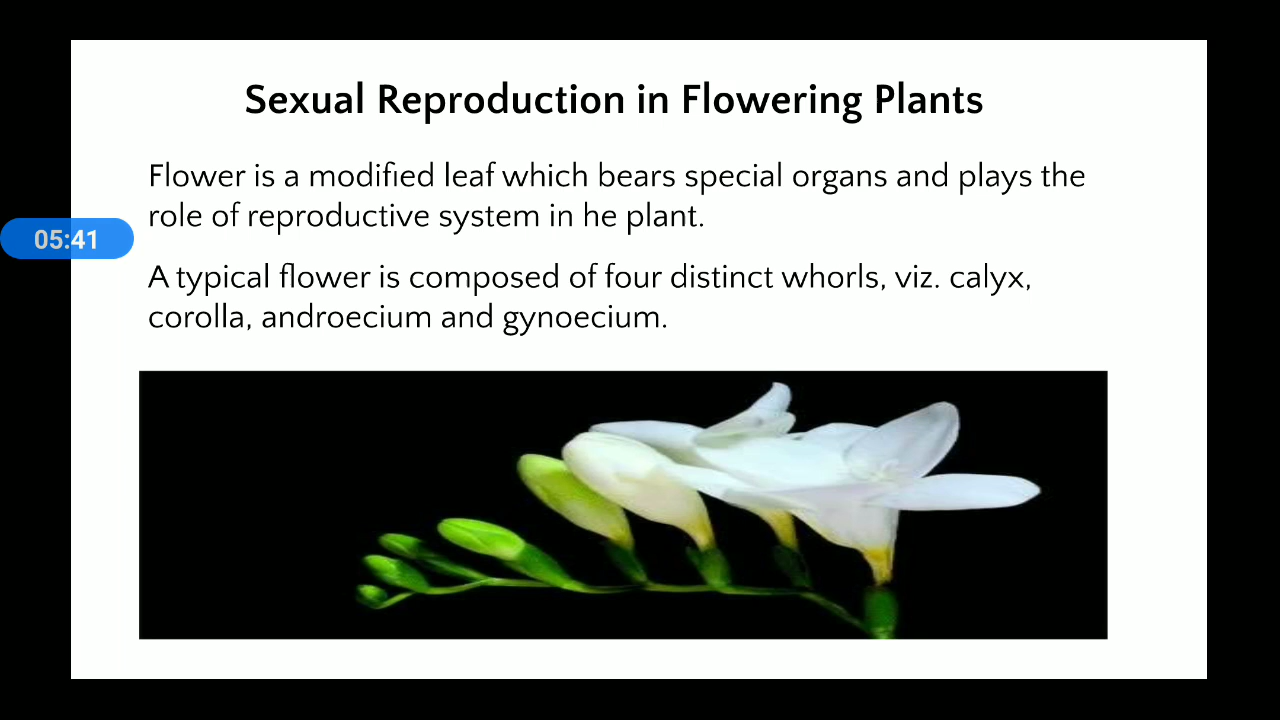 Sexual Reproduction in Flowering Plants
Flower is a modified leaf which bears special organs and plays the
role of reproductive system in he plant.
05:41
A typical flower is composed of four distinct whorls, viz. calyx,
corolla, androecium and gynoecium.